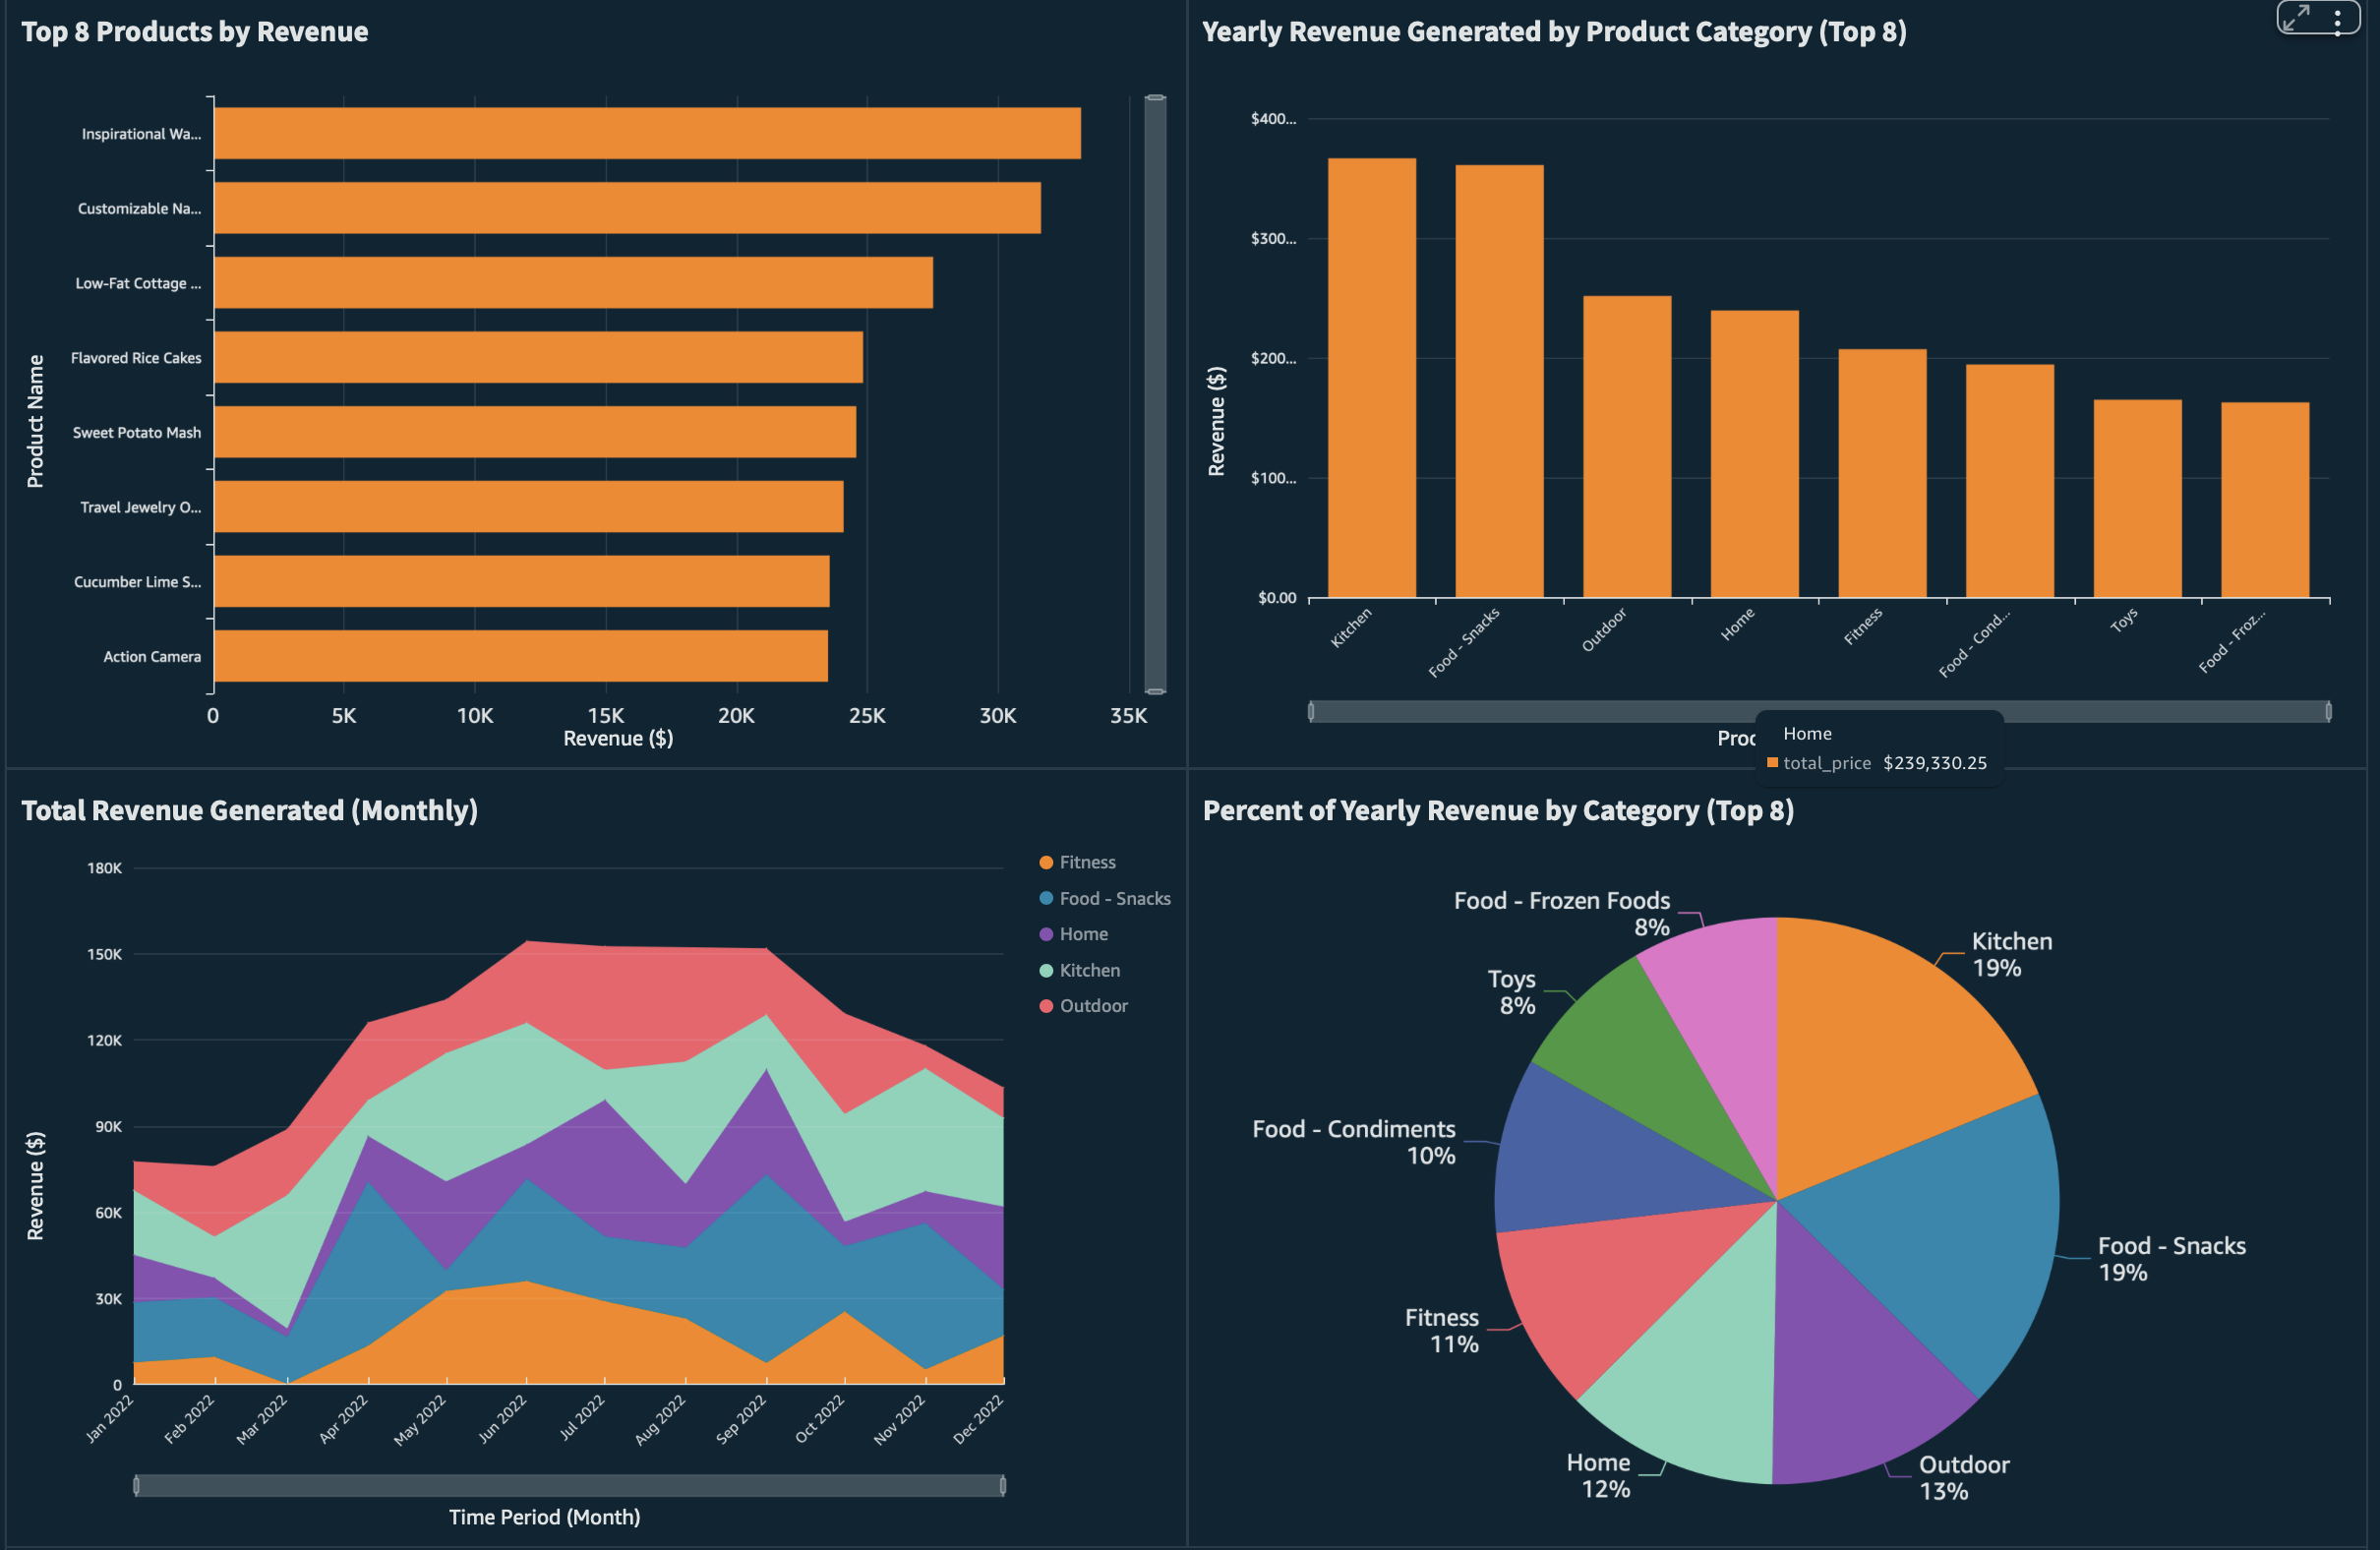 Top 8 Products by Revenue
Product Name
Inspirational Wa...
Customizable Na...
Low-Fat Cottage ...
Flavored Rice Cakes
Sweet Potato Mash
Travel Jewelry O...
Cucumber Lime S...
Action Camera
0 5K 10K 15K 20K 25K 30K 35K
Revenue ($)
Yearly Revenue Generated by Product Category (Top 8)
Revenue ($)
$400...
$300...
$200...
$100...
$0.00
Kitchen
Food - Snacks
Outdoor
Home
Fitness
Food - Cond...
Toys
Food - Froz...
Home
total_price $239,330.25
Total Revenue Generated (Monthly)
Revenue ($)
180K
150K
120K
90K
60K
30K
0
Jan 2022
Feb 2022
Mar 2022
Apr 2022
May 2022
Jun 2022
Jul 2022
Aug 2022
Sep 2022
Oct 2022
Nov 2022
Dec 2022
Time Period (Month)
Fitness
Food - Snacks
Home
Kitchen
Outdoor
Percent of Yearly Revenue by Category (Top 8)
Food - Frozen Foods
8%
Kitchen
19%
Toys
8%
Food - Condiments
10%
Food - Snacks
19%
Fitness
11%
Home
12%
Outdoor
13%